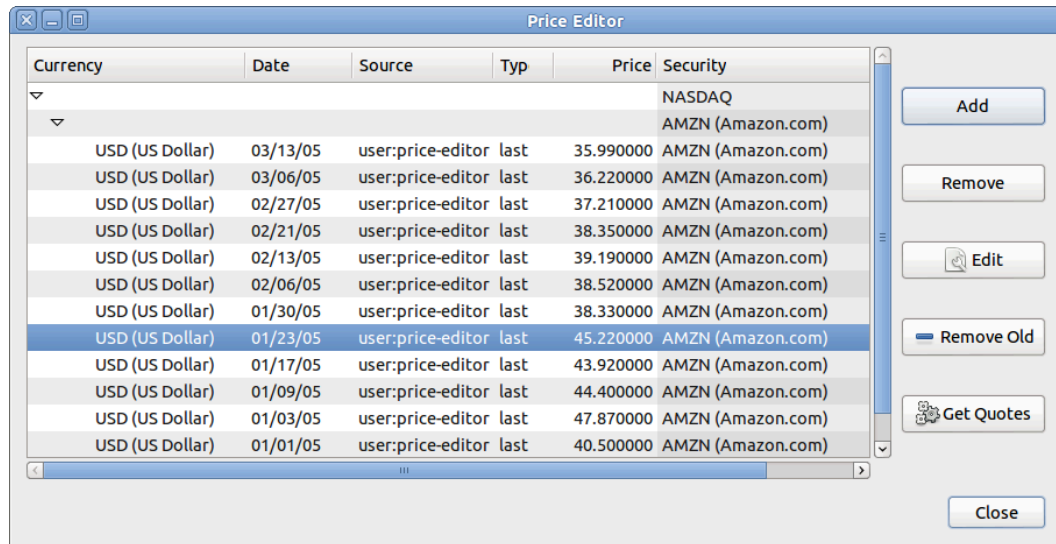 Price Editor
Currency Date Source Typ Price Security
NASDAQ
AMZN (Amazon.com)
USD (US Dollar) 03/13/05 user:price-editor last 35.990000 AMZN (Amazon.com)
USD (US Dollar) 03/06/05 user:price-editor last 36.220000 AMZN (Amazon.com)
USD (US Dollar) 02/27/05 user:price-editor last 37.210000 AMZN (Amazon.com)
USD (US Dollar) 02/21/05 user:price-editor last 38.350000 AMZN (Amazon.com)
USD (US Dollar) 02/13/05 user:price-editor last 39.190000 AMZN (Amazon.com)
USD (US Dollar) 02/06/05 user:price-editor last 38.520000 AMZN (Amazon.com)
USD (US Dollar) 01/30/05 user:price-editor last 38.330000 AMZN (Amazon.com)
USD (US Dollar) 01/23/05 user:price-editor last 45.220000 AMZN (Amazon.com)
USD (US Dollar) 01/17/05 user:price-editor last 43.920000 AMZN (Amazon.com)
USD (US Dollar) 01/09/05 user:price-editor last 44.400000 AMZN (Amazon.com)
USD (US Dollar) 01/03/05 user:price-editor last 47.870000 AMZN (Amazon.com)
USD (US Dollar) 01/01/05 user:price-editor last 40.500000 AMZN (Amazon.com)
Add
Remove
Edit
Remove Old
Get Quotes
Close